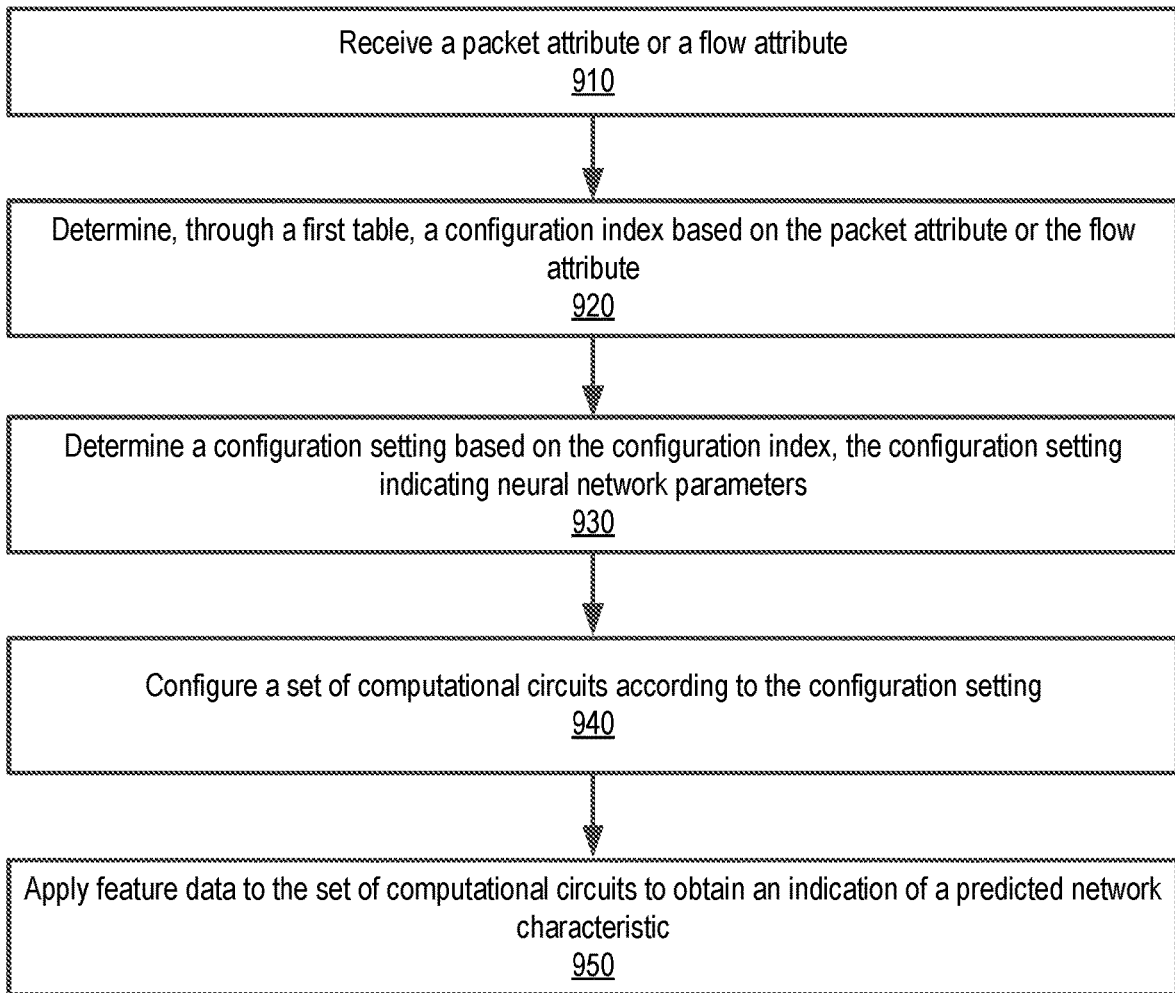 Receive a packet attribute or a flow attribute
910
Determine, through a first table, a configuration index based on the packet attribute or the flow
attribute
920
Determine a configuration setting based on the configuration index, the configuration setting
indicating neural network parameters
930
Configure a set of computational circuits according to the configuration setting
940
Apply feature data to the set of computational circuits to obtain an indication of a predicted network
characteristic
950